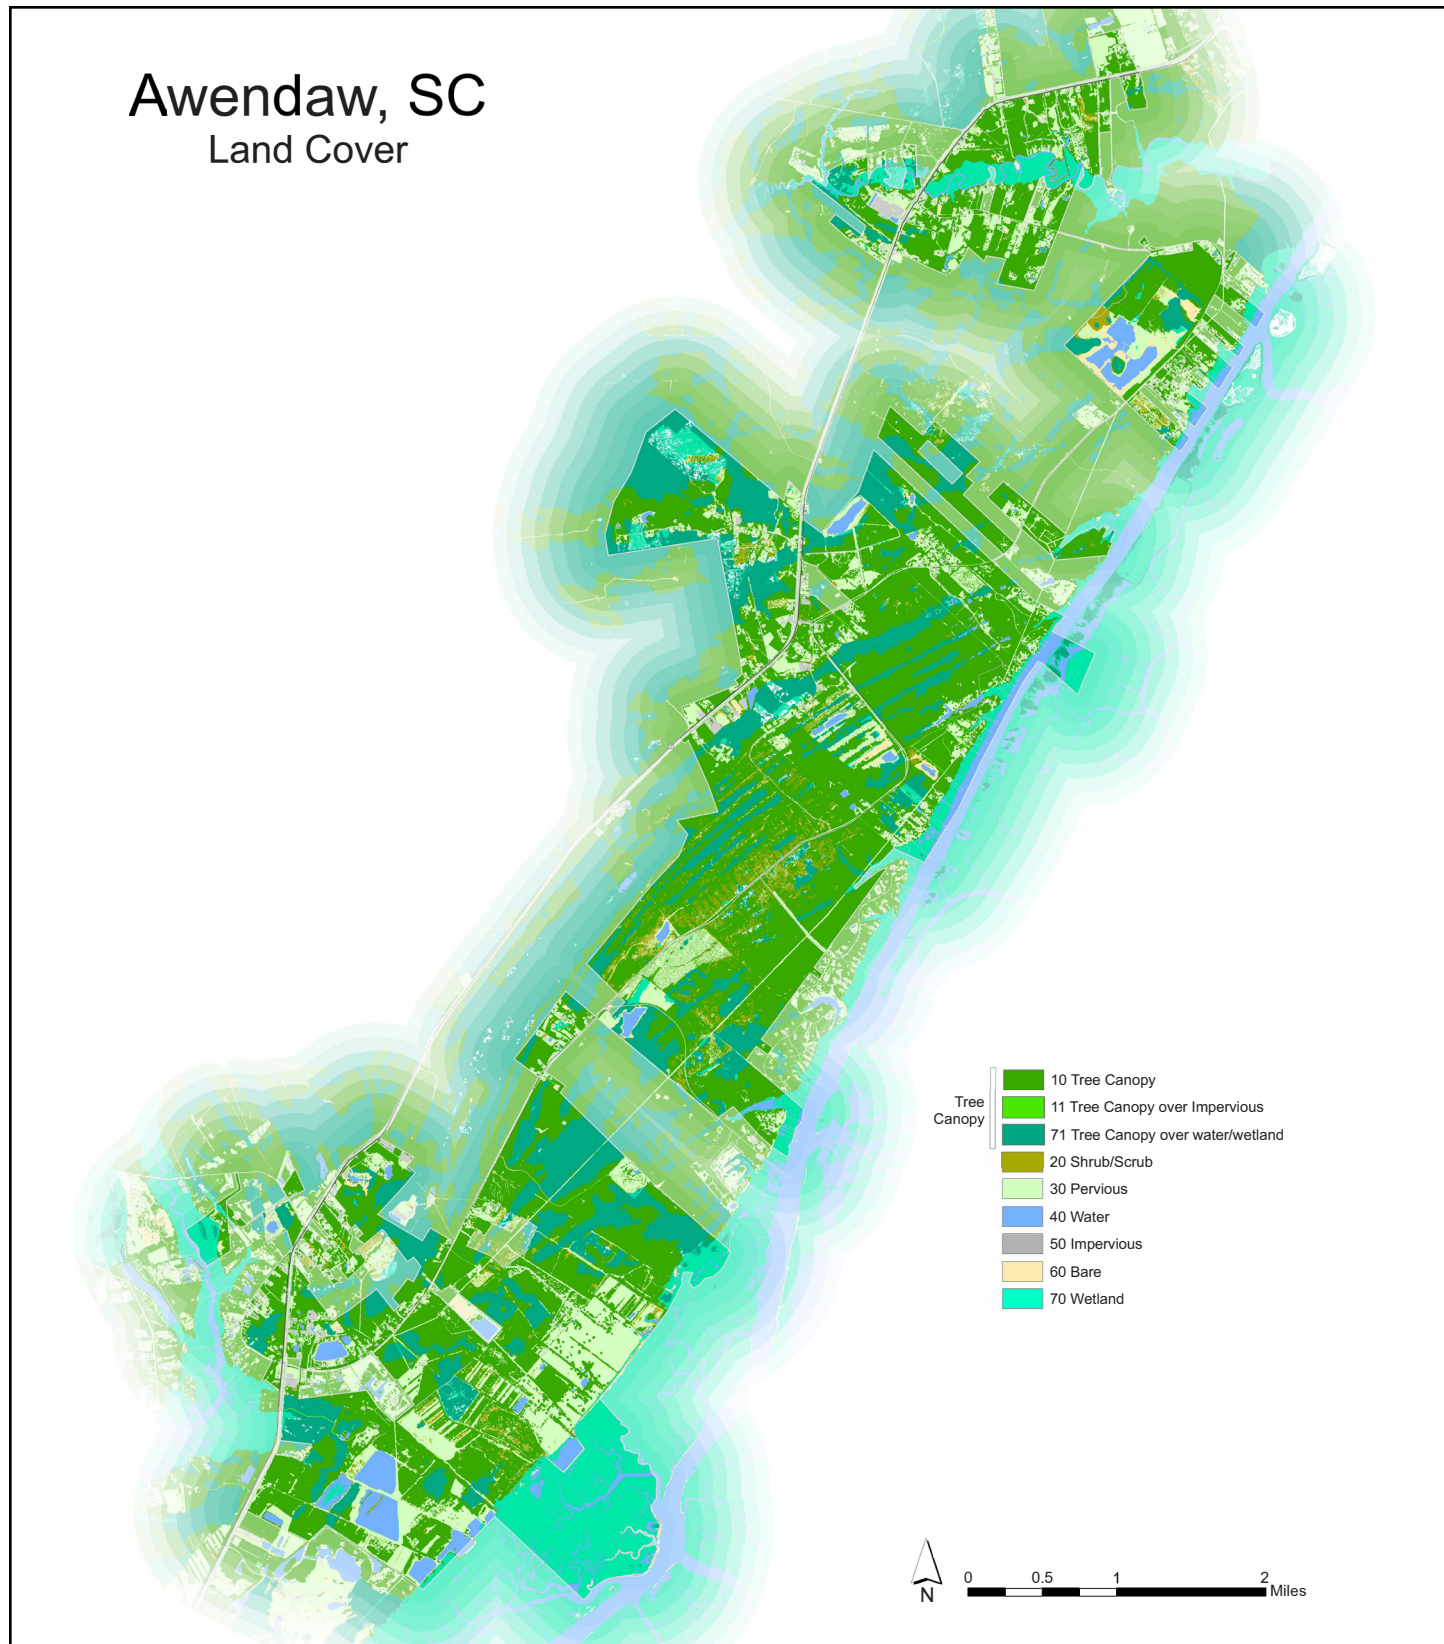 Awendaw, SC
Land Cover
Tree
Canopy
10 Tree Canopy
11 Tree Canopy over Impervious
71 Tree Canopy over water/wetland
20 Shrub/Scrub
30 Pervious
40 Water
50 Impervious
60 Bare
70 Wetland
N
0 0.5 1 2
Miles